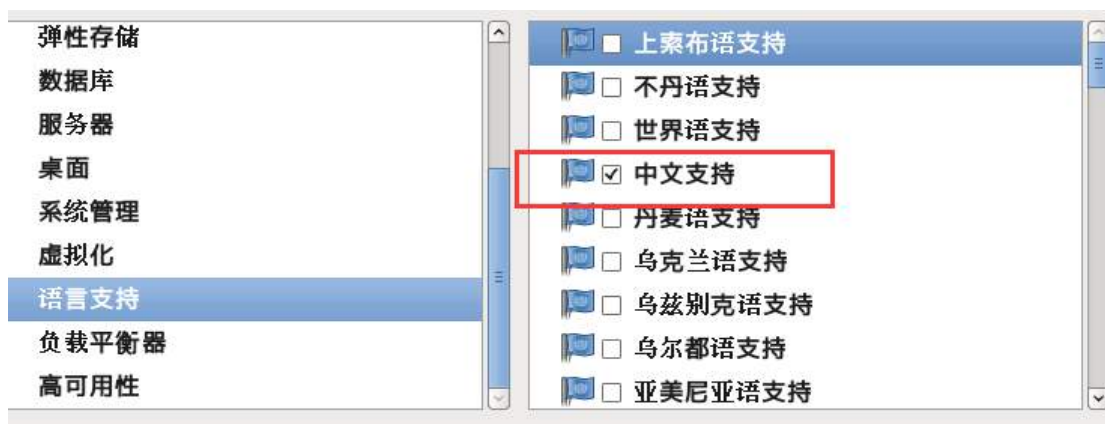 弹性存储
数据库
服务器
桌面
系统管理
虚拟化
语言支持
负载平衡器
高可用性
上索布语支持
不丹语支持
世界语支持
中文支持
丹麦语支持
乌克兰语支持
乌兹别克语支持
乌尔都语支持
亚美尼亚语支持